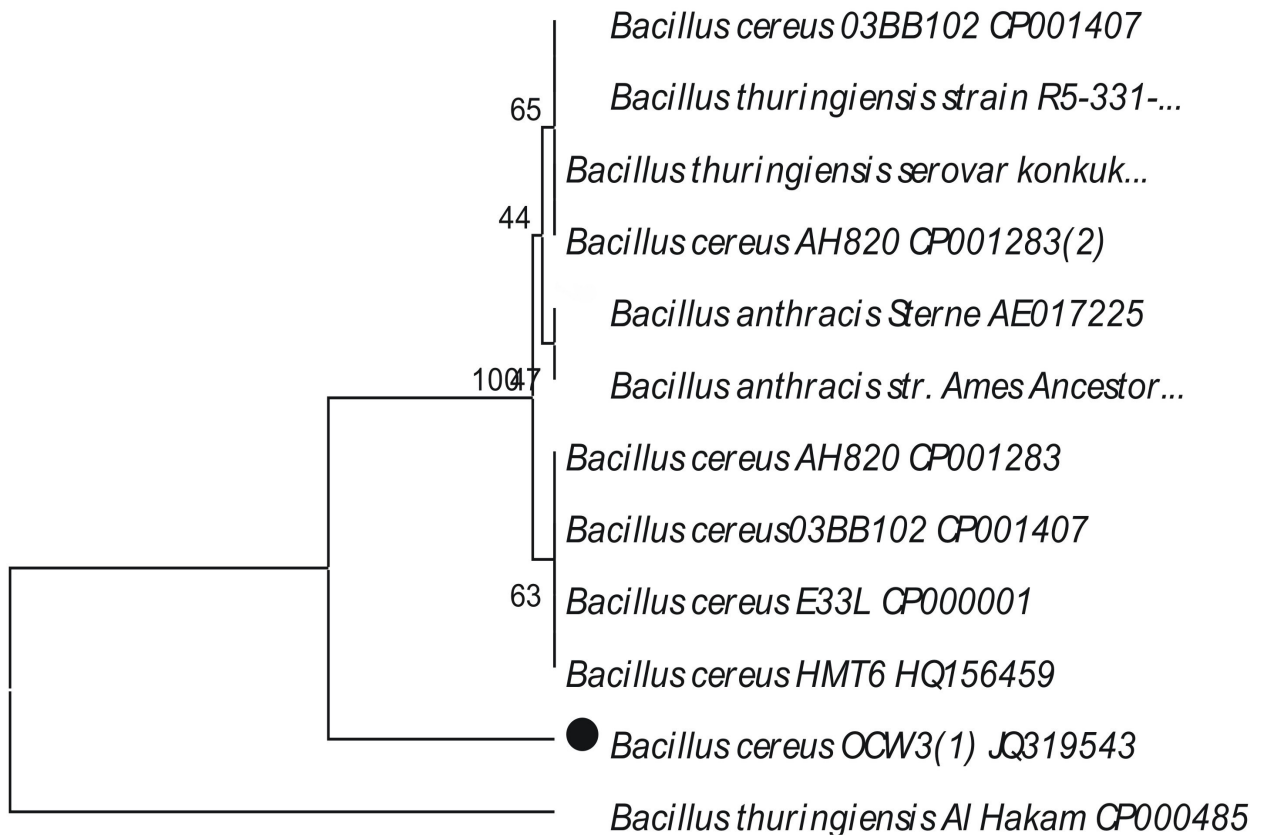 Bacillus cereus 03BB102 CP001407
Bacillus thuringiensis strain R5-331-...
65
Bacillus thuringiensis serovar konkuk...
44
Bacillus cereus AH820 CP001283(2)
Bacillus anthracis Sterne AE017225
100 47
Bacillus anthracis str. Ames Ancestor...
Bacillus cereus AH820 CP001283
Bacillus cereus03BB102 CP001407
63
Bacillus cereus E33L CP000001
Bacillus cereus HMT6 HQ156459
Bacillus cereus OCW3(1) JQ319543
Bacillus thuringiensis Al Hakam CP000485